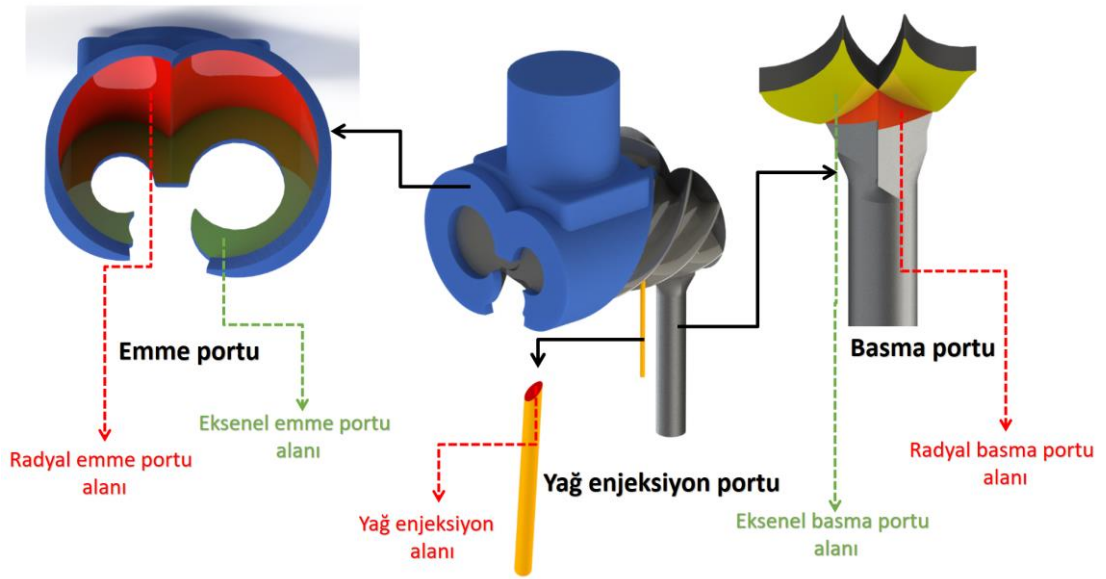 Emme portu
Basma portu
Eksenel emme portu
alanı
Radyal emme portu
alanı
Radyal basma portu
alanı
Yağ enjeksiyon portu
Yağ enjeksiyon
alanı
Eksenel basma portu
alanı